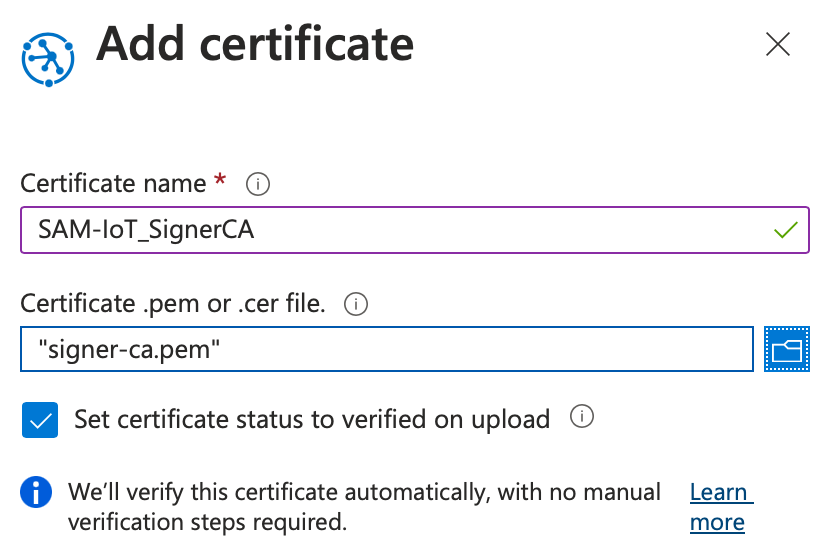 Add certificate
Certificate name *
SAM-IoT_SignerCA
Certificate .pem or .cer file.
"signer-ca.pem"
Set certificate status to verified on upload
We'll verify this certificate automatically, with no manual
verification steps required.
Learn
more